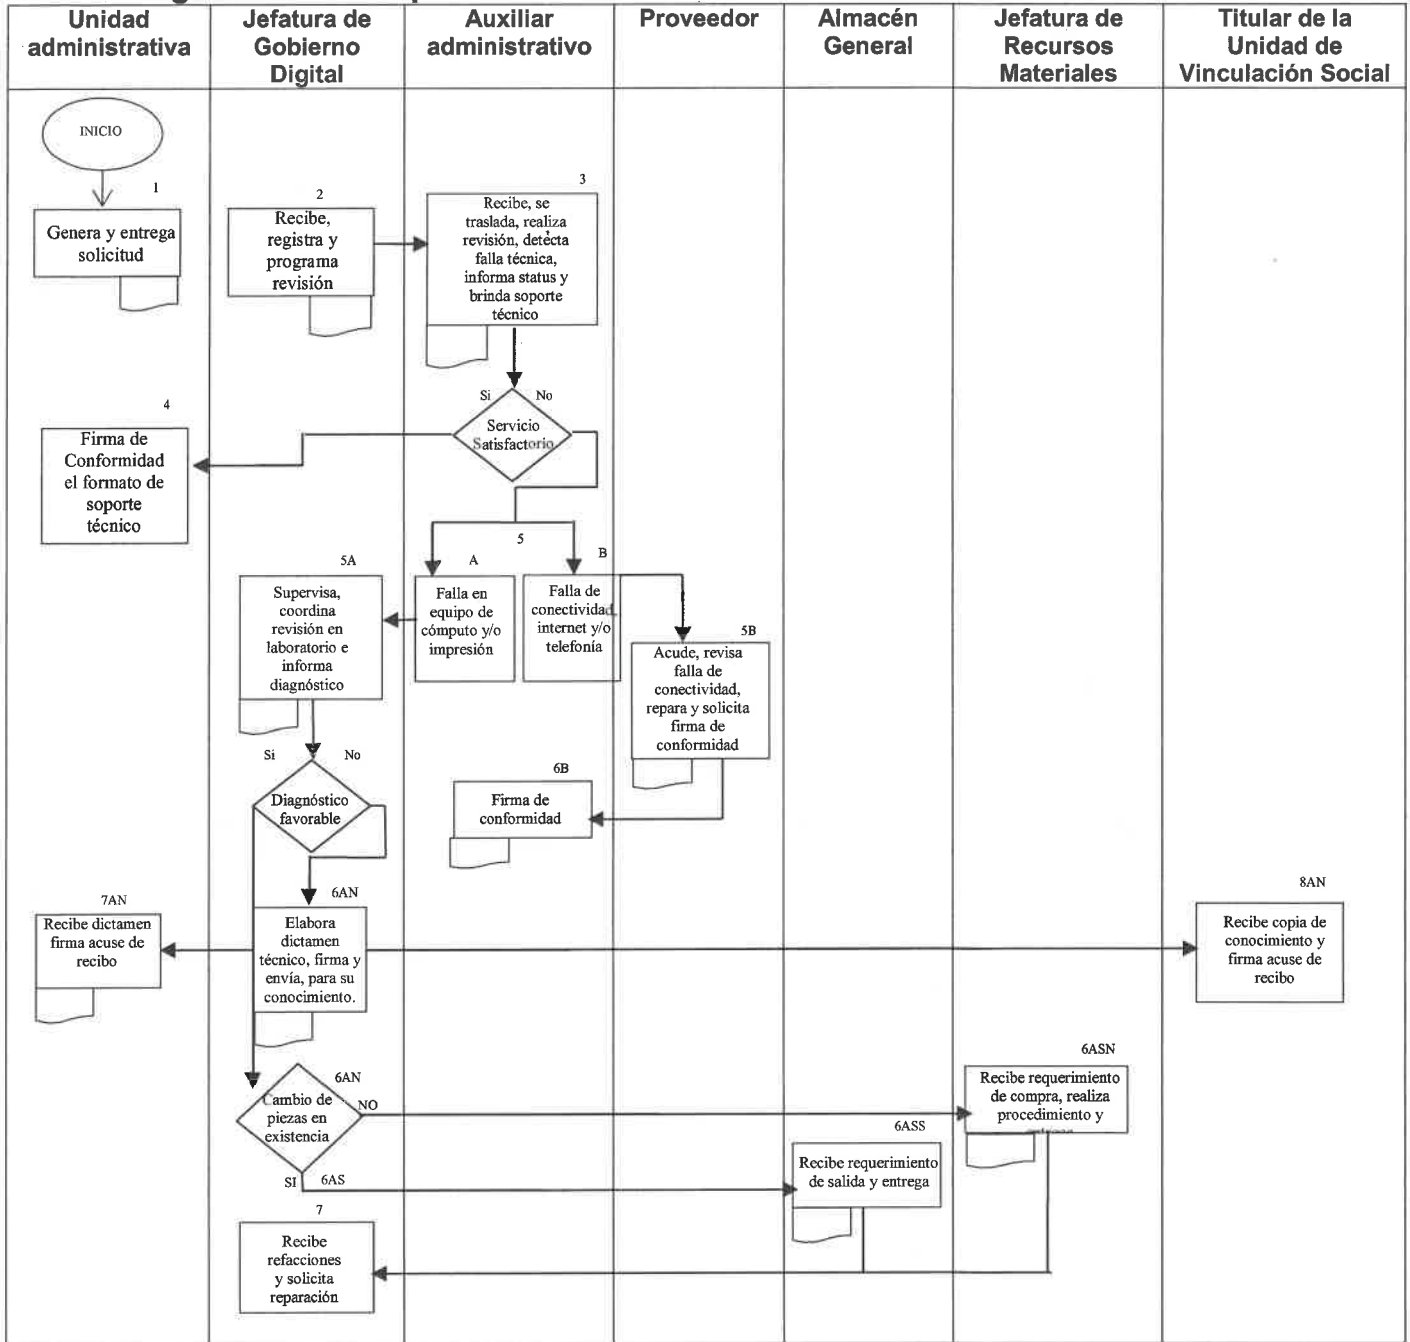 Unidad
administrativa
Jefatura de
Gobierno
Digital
Auxiliar
administrativo
Proveedor
Almacén
General
Jefatura de
Recursos
Materiales
Titular de la
Unidad de
Vinculación Social
INICIO
1
Genera y entrega
solicitud
2
Recibe,
registra y
programa
revisión
3
Recibe, se
traslada, realiza
revisión, detecta
falla técnica,
informa status y
brinda soporte
técnico
Si
No
Servicio
Satisfactorio
4
Firma de
Conformidad
el formato de
soporte
técnico
5
A
Falla en
equipo de
cómputo y/o
impresión
B
Falla de
conectividad,
internet y/o
telefonía
5A
Supervisa,
coordina
revisión en
laboratorio e
informa
diagnóstico
5B
Acude, revisa
falla de
conectividad,
repara y solicita
firma de
conformidad
6B
Firma de
conformidad
Si
No
Diagnóstico
favorable
6AN
Elabora
dictamen
técnico, firma y
envía, para su
conocimiento.
7AN
Recibe dictamen
firma acuse de
recibo
8AN
Recibe copia de
conocimiento y
firma acuse de
recibo
6AN
Cambio de
piezas en
existencia
NO
SI
6AS
6ASN
Recibe requerimiento
de compra, realiza
procedimiento y
6ASS
Recibe requerimiento
de salida y entrega
7
Recibe
refacciones
y solicita
reparación